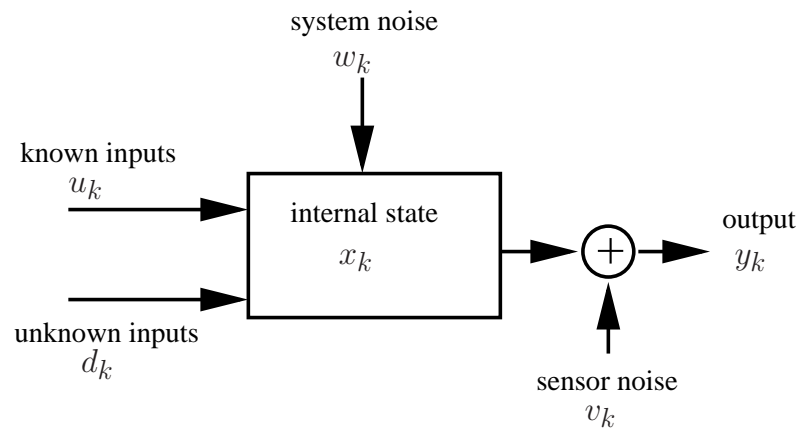 system noise
w_k
known inputs
u_k
internal state
x_k
+
output
y_k
unknown inputs
d_k
sensor noise
v_k